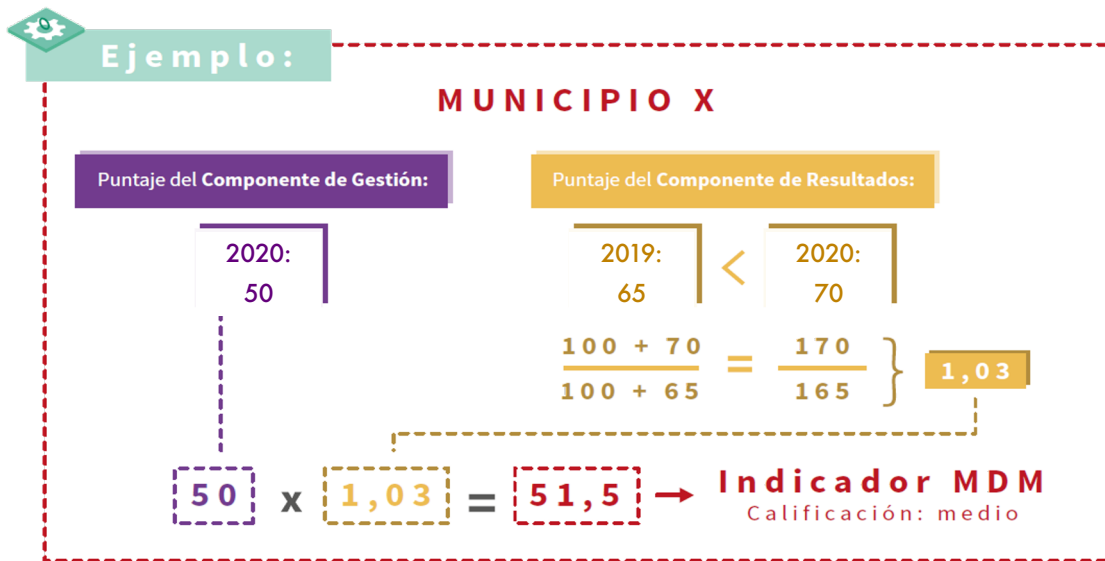 Ejemplo:
MUNICIPIO X
Puntaje del Componente de Gestión:
2020:
50
Puntaje del Componente de Resultados:
2019:
65
<
2020:
70
100 + 70
100 + 65
=
170
165
}
1,03
50 x 1,03 = 51,5 → Indicador MDM
Calificación: medio